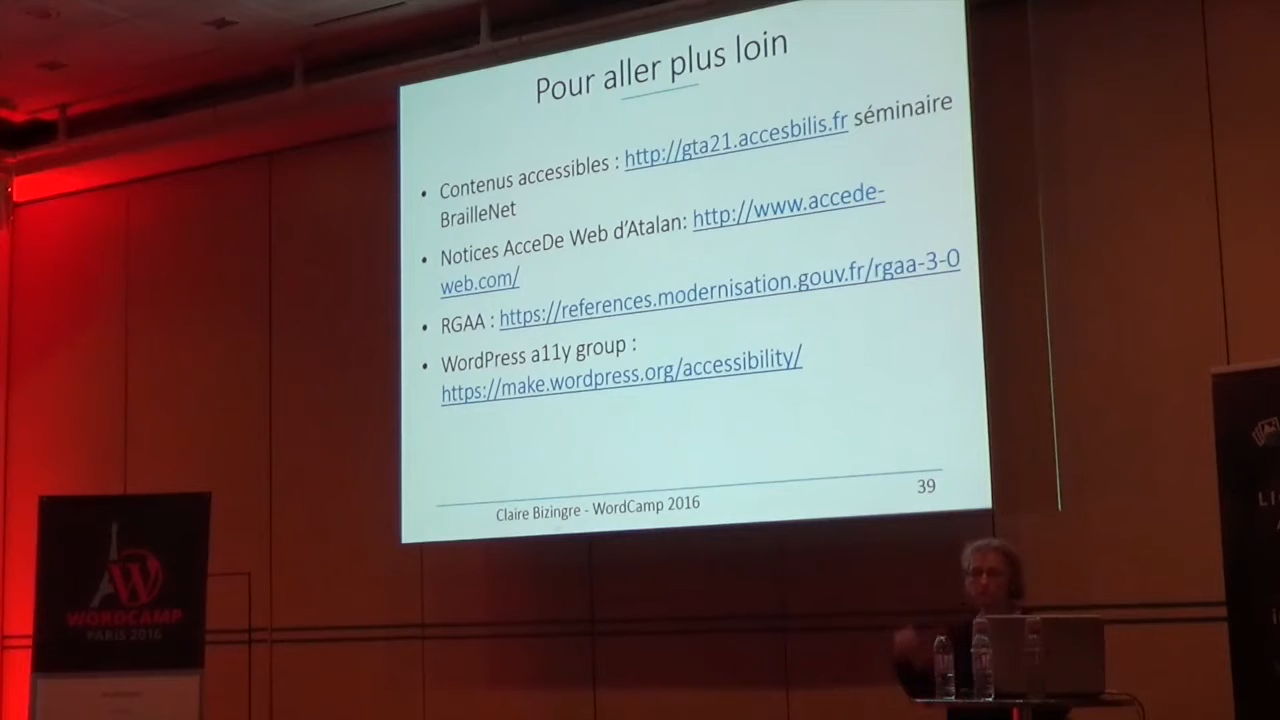 Pour aller plus loin
• Contenus accessibles : http://gta21.accesbilis.fr séminaire
BrailleNet
• Notices AcceDe Web d'Atalan: http://www.accede-
web.com/
• RGAA : https://references.modernisation.gouv.fr/rgaa-3-0
• WordPress a11y group :
https://make.wordpress.org/accessibility/
Claire Bizingre - WordCamp 2016
39
W
WORDCAMP
PARIS 2016